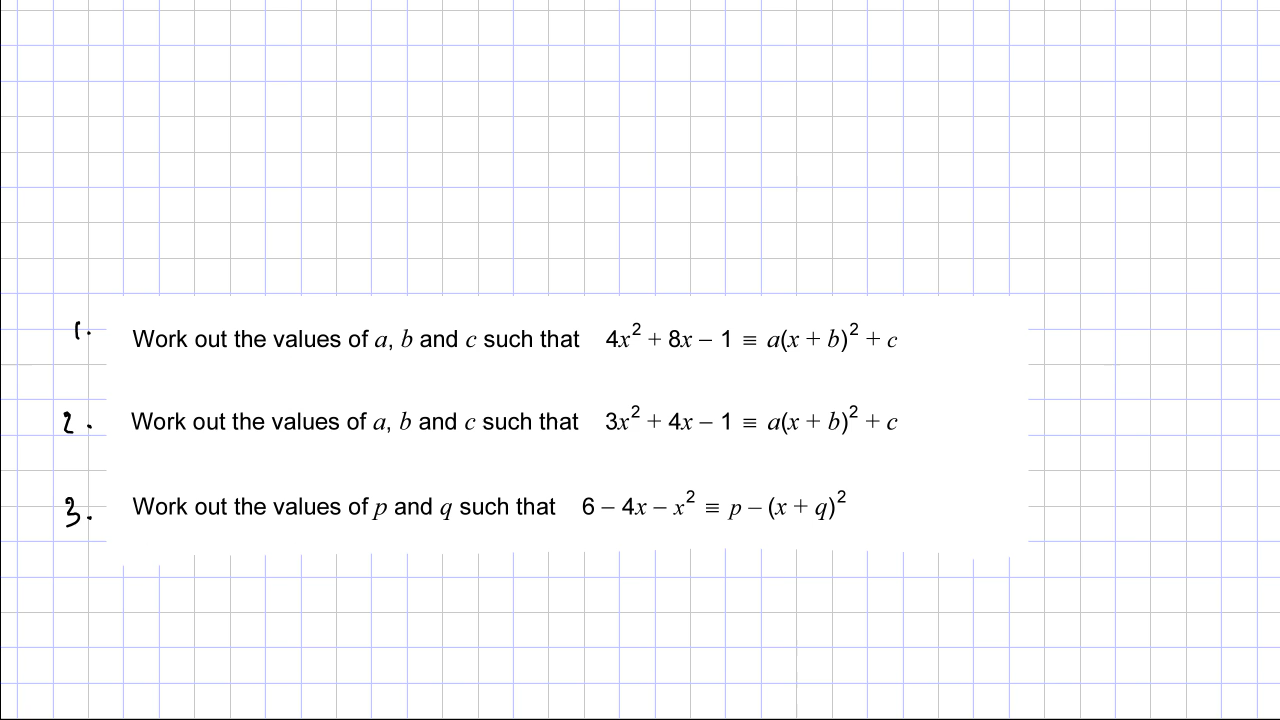 1. Work out the values of a, b and c such that 4x² + 8x − 1 ≡ a(x + b)² + c
2. Work out the values of a, b and c such that 3x² + 4x − 1 ≡ a(x + b)² + c
3. Work out the values of p and q such that 6 − 4x − x² ≡ p − (x + q)²